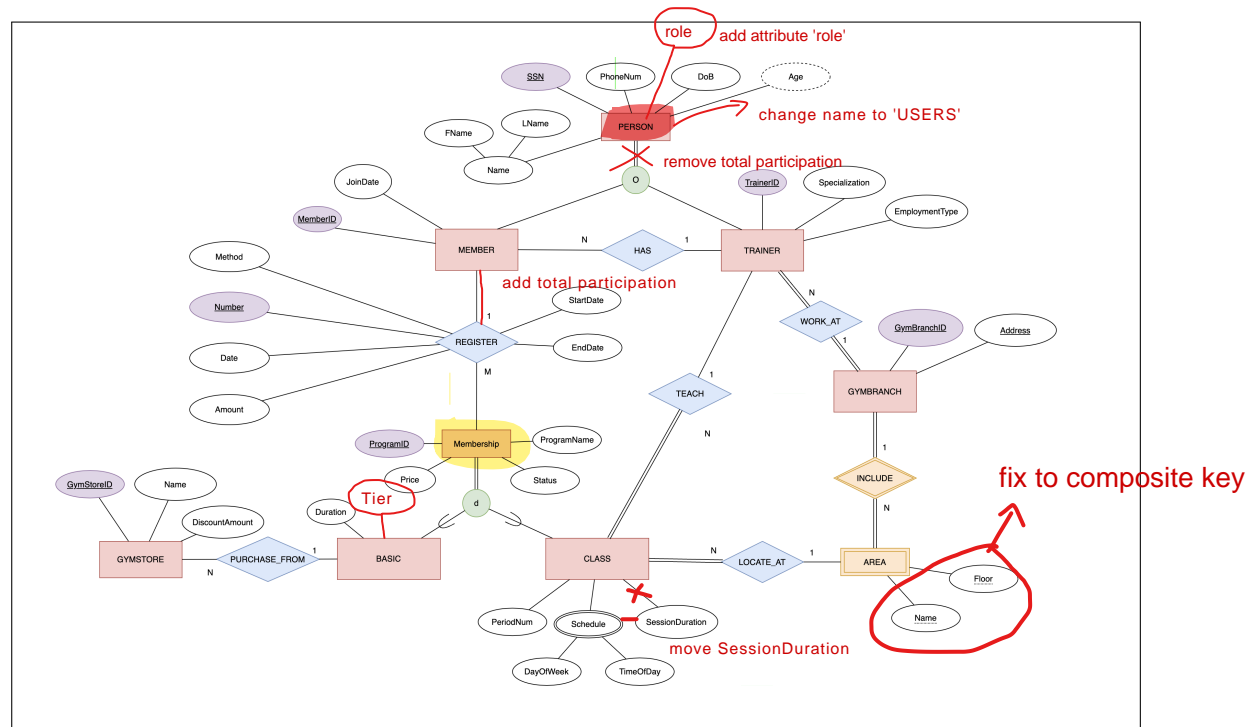 role
add attribute 'role'
SSN
PhoneNum
DoB
Age
change name to 'USERS'
PERSON
FName
LName
Name
remove total participation
O
JoinDate
TrainerID
Specialization
MemberID
EmploymentType
MEMBER
N
HAS
1
TRAINER
Method
add total participation
StartDate
N
Number
1
WORK_AT
GymBranchID
Address
REGISTER
EndDate
1
Date
M
1
TEACH
GYMBRANCH
Amount
N
ProgramID
Membership
ProgramName
1
Price
Status
INCLUDE
fix to composite key
GymStoreID
Name
Tier
d
Duration
N
DiscountAmount
GYMSTORE
N
PURCHASE_FROM
1
BASIC
CLASS
N
LOCATE_AT
1
AREA
Floor
PeriodNum
Schedule
SessionDuration
Name
move SessionDuration
DayOfWeek
TimeOfDay